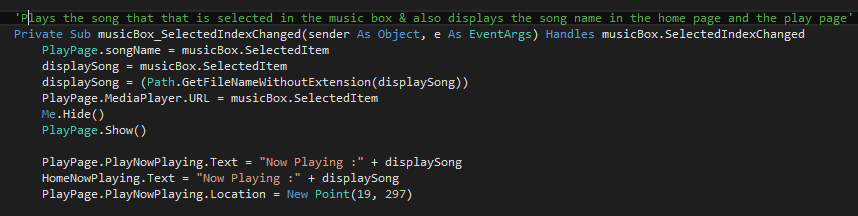 'Plays the song that that is selected in the music box & also displays the song name in the home page and the play page'
Private Sub musicBox_SelectedIndexChanged(sender As Object, e As EventArgs) Handles musicBox.SelectedIndexChanged
PlayPage.songName = musicBox.SelectedItem
displaySong = musicBox.SelectedItem
displaySong = (Path.GetFileNameWithoutExtension(displaySong))
PlayPage.MediaPlayer.URL = musicBox.SelectedItem
Me.Hide()
PlayPage.Show()
PlayPage.PlayNowPlaying.Text = "Now Playing :" + displaySong
HomeNowPlaying.Text = "Now Playing :" + displaySong
PlayPage.PlayNowPlaying.Location = New Point(19, 297)